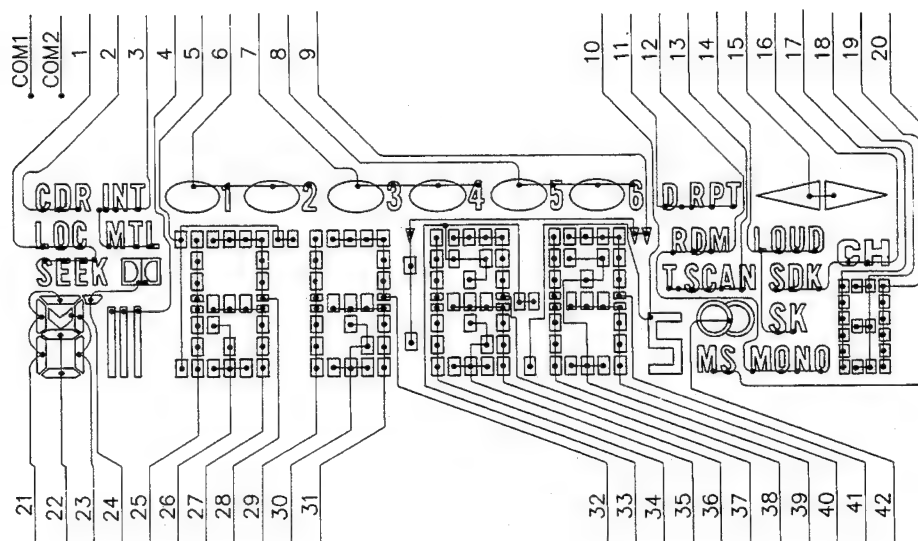 COM1 COM2 1 2 3 4 5 6 7 8 9 10 11 12 13 14 15 16 17 18 19 20
CDR INT 1 2 3 4 5 6 D.RPT
LOC MTL RDM LOUD CH
SEEK T.SCAN SDK
SK
MS MONO
21 22 23 24 25 26 27 28 29 30 31 32 33 34 35 36 37 38 39 40 41 42